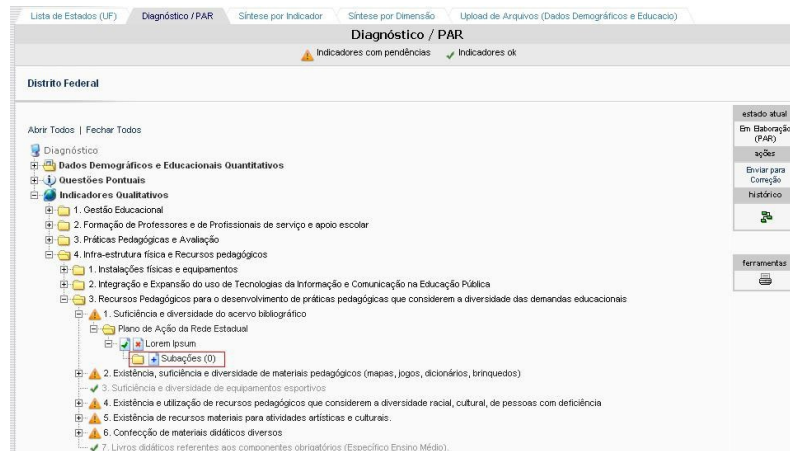 Lista de Estados (UF) Diagnóstico / PAR Síntese por Indicador Síntese por Dimensão Upload de Arquivos (Dados Demográficos e Educacio)
Diagnóstico / PAR
Indicadores com pendências Indicadores ok
Distrito Federal
Abrir Todos | Fechar Todos
Diagnóstico
Dados Demográficos e Educacionais Quantitativos
Questões Pontuais
Indicadores Qualitativos
1. Gestão Educacional
2. Formação de Professores e de Profissionais de serviço e apoio escolar
3. Práticas Pedagógicas e Avaliação
4. Infra-estrutura física e Recursos pedagógicos
1. Instalações físicas e equipamentos
2. Integração e Expansão do uso de Tecnologias da Informação e Comunicação na Educação Pública
3. Recursos Pedagógicos para o desenvolvimento de práticas pedagógicas que considerem a diversidade das demandas educacionais
1. Suficiência e diversidade do acervo bibliográfico
Plano de Ação da Rede Estadual
Lorem Ipsum
Subações (0)
2. Existência, suficiência e diversidade de materiais pedagógicos (mapas, jogos, dicionários, brinquedos)
3. Suficiência e diversidade de equipamentos esportivos
4. Existência e utilização de recursos pedagógicos que considerem a diversidade racial, cultural, de pessoas com deficiência
5. Existência de recursos materiais para atividades artísticas e culturais.
6. Confecção de materiais didáticos diversos
7. Livros didáticos referentes aos componentes obrigatórios (Específico Ensino Médio).
estado atual
Em Elaboração
(PAR)
ações
Enviar para
Correção
histórico
ferramentas